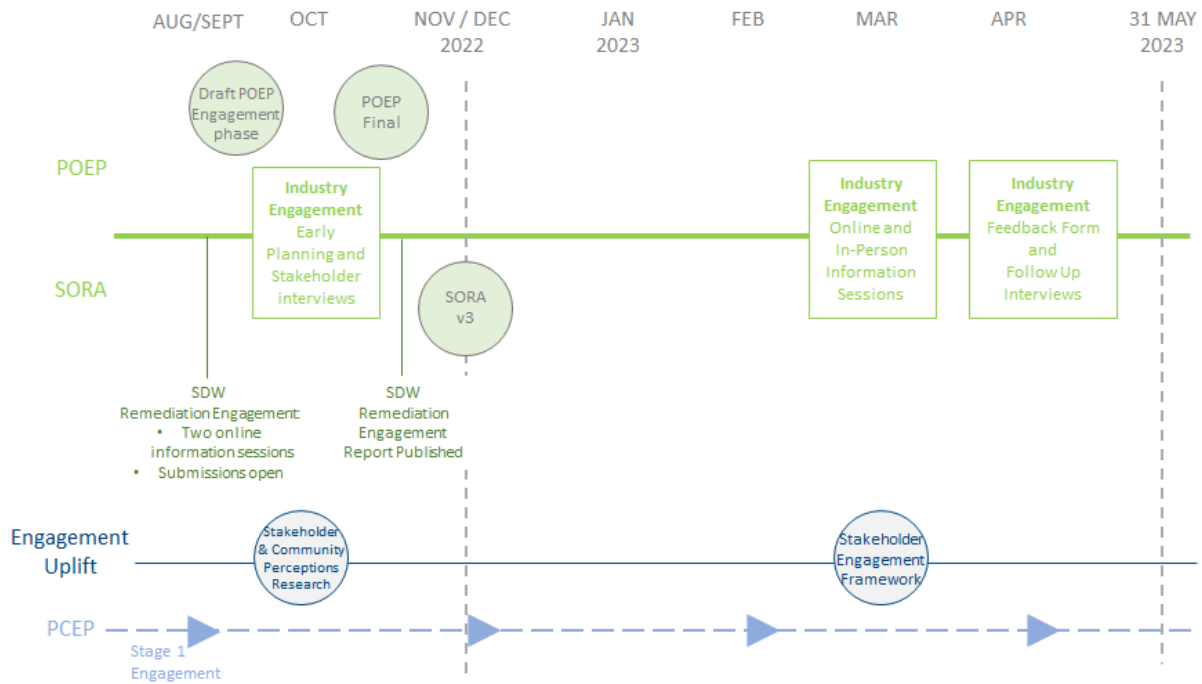 AUG/SEPT
OCT
NOV / DEC
2022
JAN
2023
FEB
MAR
APR
31 MAY
2023
Draft POEP
Engagement
phase
POEP
Final
POEP
SORA
Industry
Engagement
Early
Planning and
Stakeholder
interviews
Industry
Engagement
Online and
In-Person
Information
Sessions
Industry
Engagement
Feedback Form
and
Follow Up
Interviews
SORA
v3
SDW
Remediation Engagement:
• Two online
information sessions
• Submissions open
SDW
Remediation
Engagement
Report Published
Engagement
Uplift
Stakeholder
& Community
Perceptions
Research
Stakeholder
Engagement
Framework
PCEP
Stage 1
Engagement